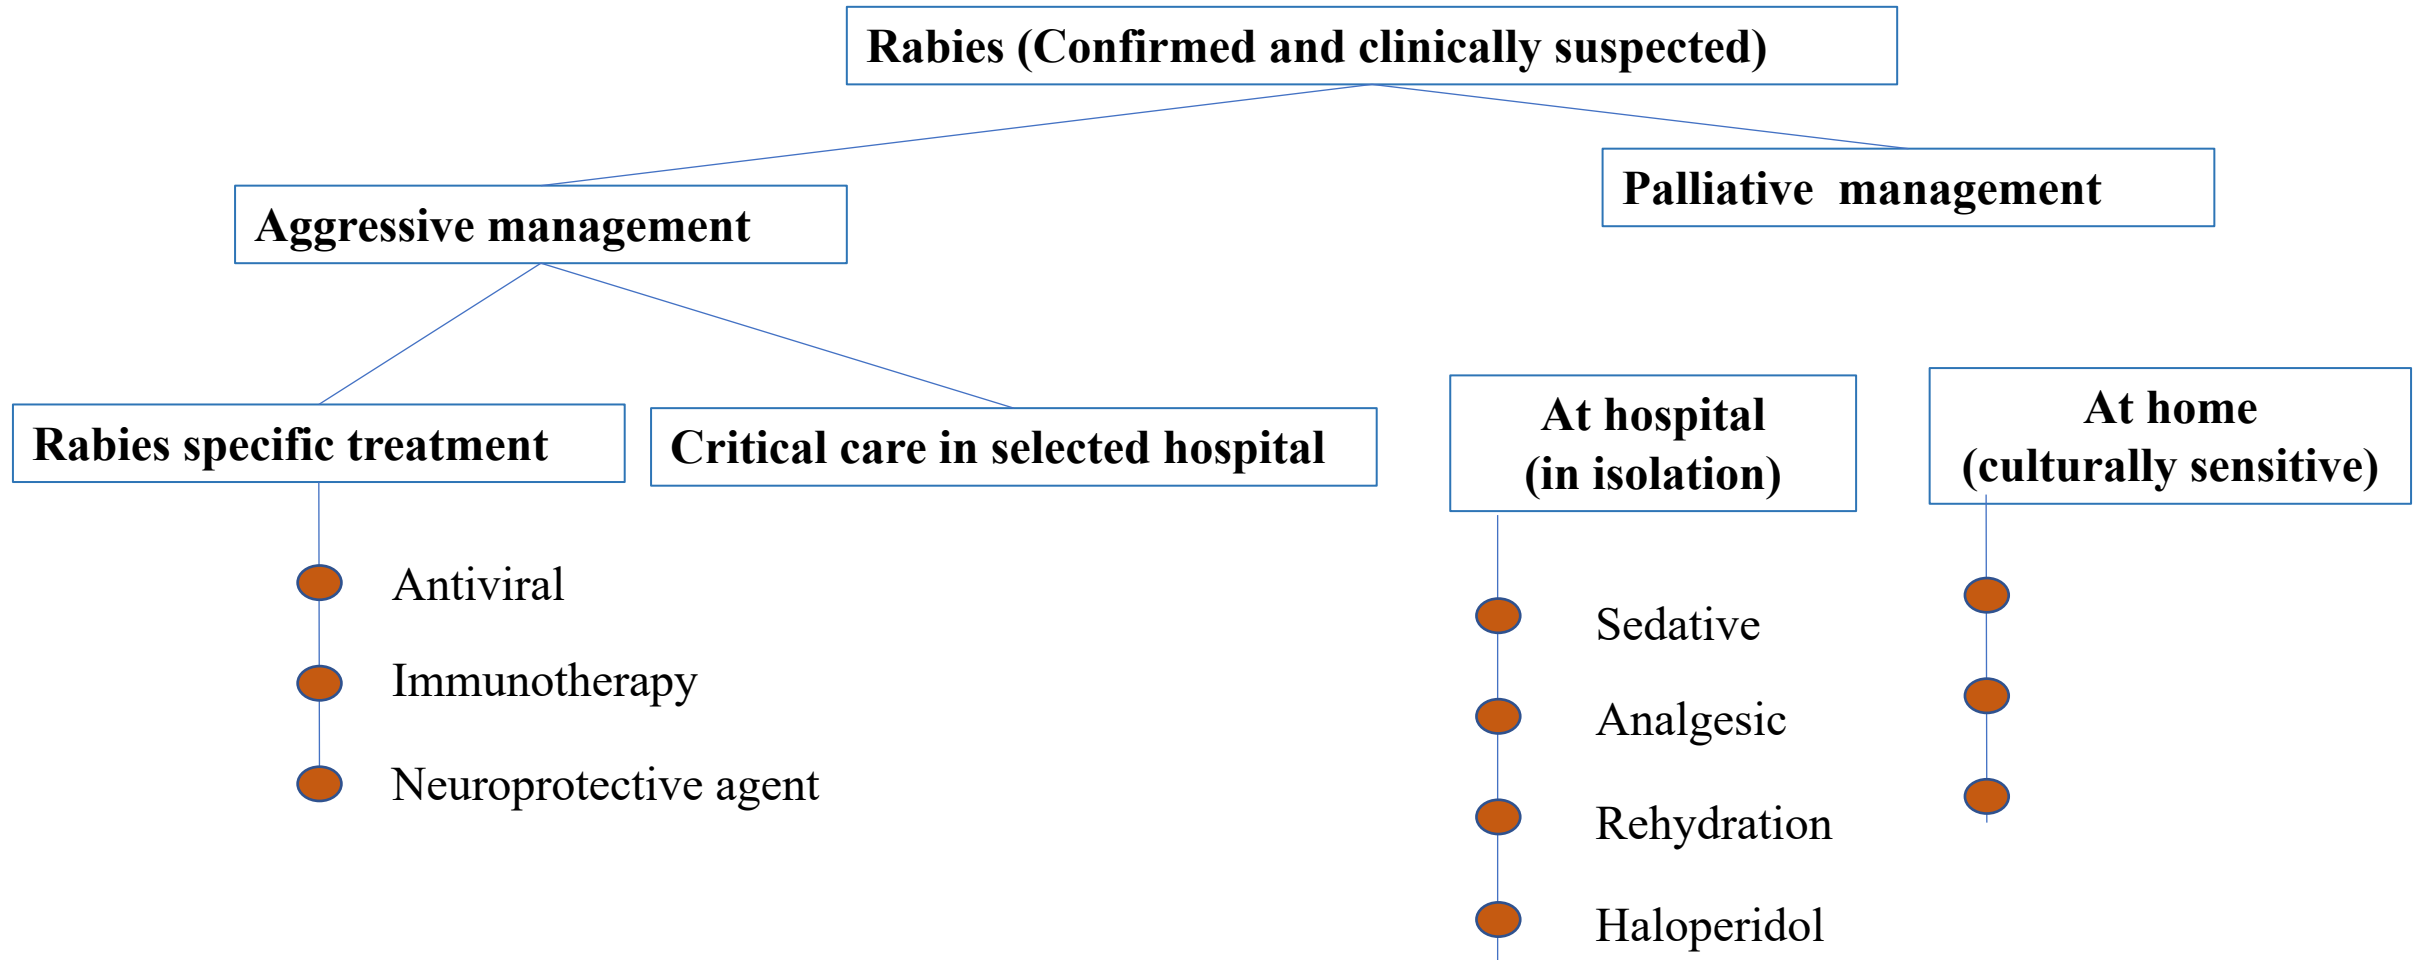 Rabies (Confirmed and clinically suspected)
Aggressive management
Palliative  management
Rabies specific treatment
Critical care in selected hospital
At hospital
(in isolation)
At home
(culturally sensitive)
Antiviral
Immunotherapy
Neuroprotective agent
Sedative
Analgesic
Rehydration
Haloperidol